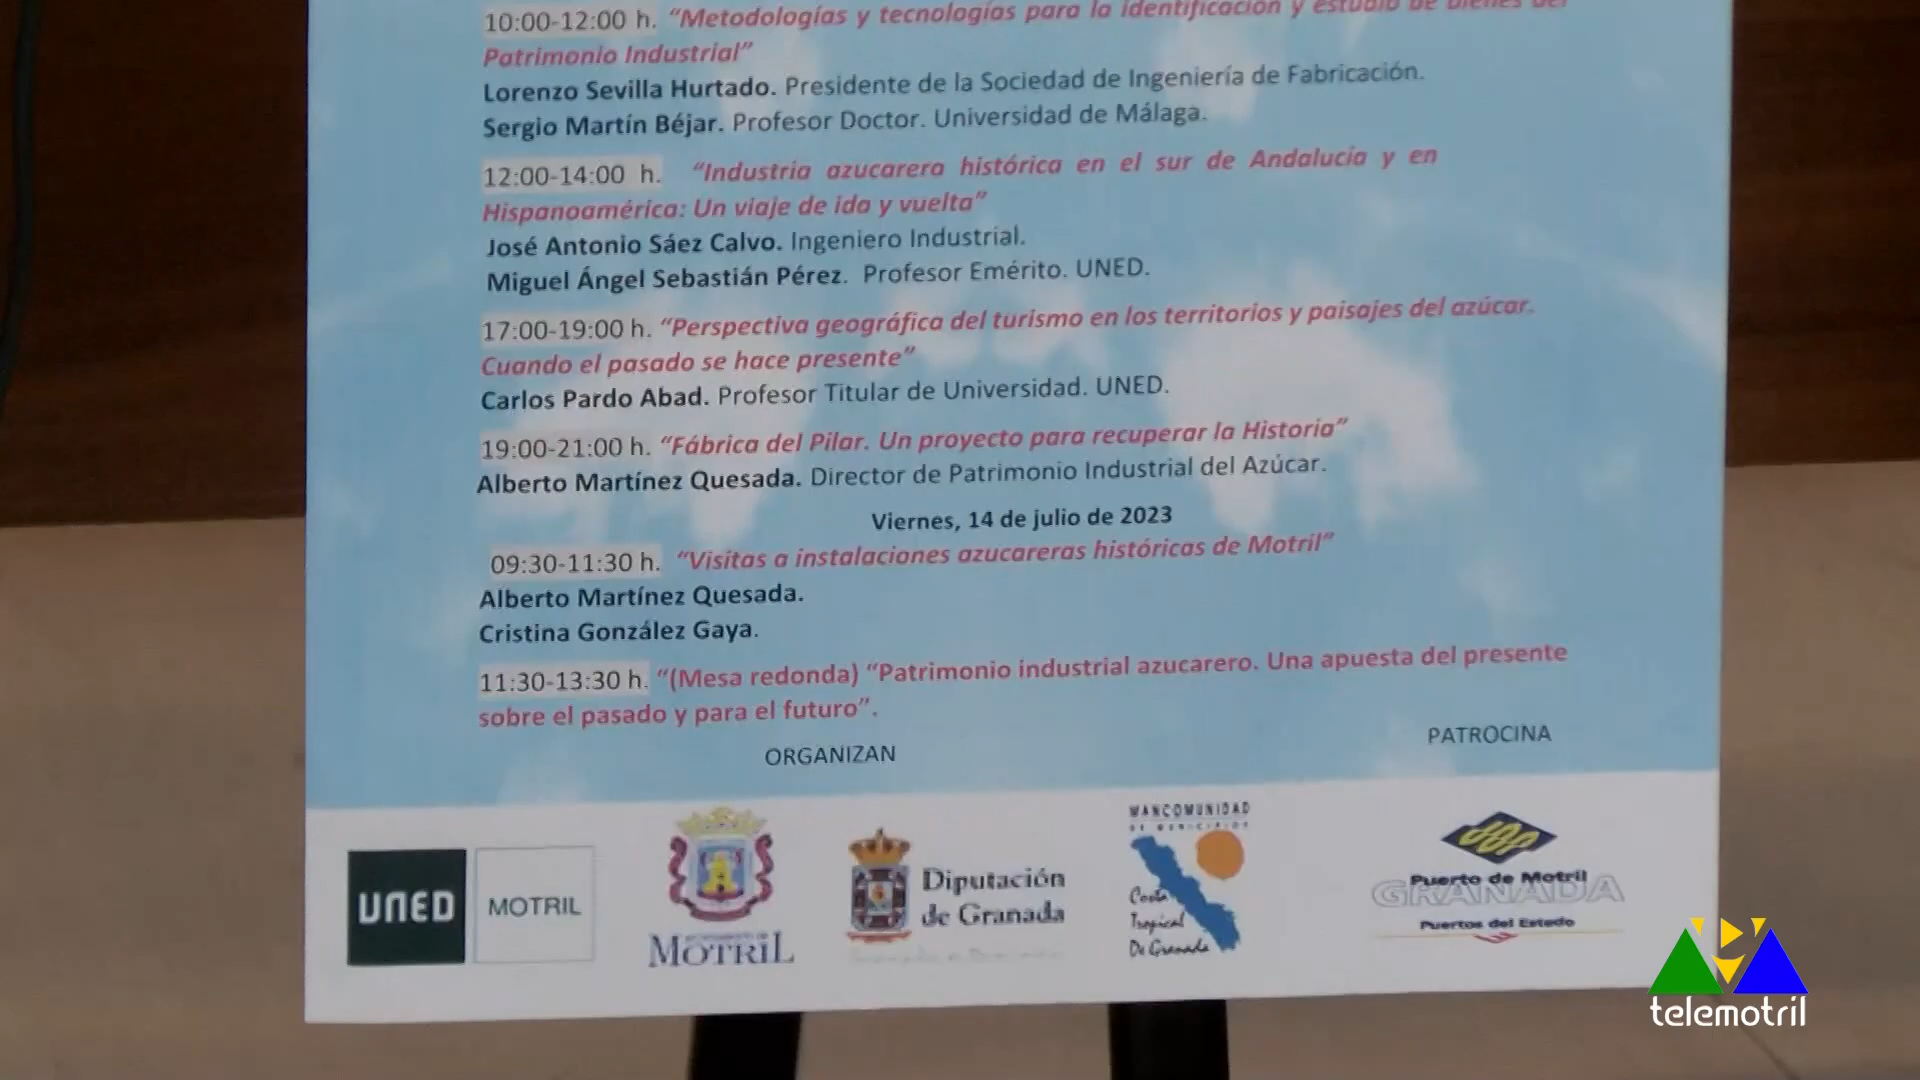 10:00-12:00 h. “Metodologías y tecnologías para la identificación y estudio de bienes del
Patrimonio Industrial”
Lorenzo Sevilla Hurtado. Presidente de la Sociedad de Ingeniería de Fabricación.
Sergio Martín Béjar. Profesor Doctor. Universidad de Málaga.
12:00-14:00 h. “Industria azucarera histórica en el sur de Andalucía y en
Hispanoamérica: Un viaje de ida y vuelta”
José Antonio Sáez Calvo. Ingeniero Industrial.
Miguel Ángel Sebastián Pérez. Profesor Emérito. UNED.
17:00-19:00 h. “Perspectiva geográfica del turismo en los territorios y paisajes del azúcar.
Cuando el pasado se hace presente”
Carlos Pardo Abad. Profesor Titular de Universidad. UNED.
19:00-21:00 h. “Fábrica del Pilar. Un proyecto para recuperar la Historia”
Alberto Martínez Quesada. Director de Patrimonio Industrial del Azúcar.
Viernes, 14 de julio de 2023
09:30-11:30 h. “Visitas a instalaciones azucareras históricas de Motril”
Alberto Martínez Quesada.
Cristina González Gaya.
11:30-13:30 h. “(Mesa redonda) “Patrimonio industrial azucarero. Una apuesta del presente
sobre el pasado y para el futuro”.
ORGANIZAN
PATROCINA
UNED MOTRIL
MOTRIL
Diputación
de Granada
MANCOMUNIDAD
DE MUNICIPIOS
Costa
Tropical
De Granada
Puerto de Motril
GRANADA
Puertos del Estado
telemotril